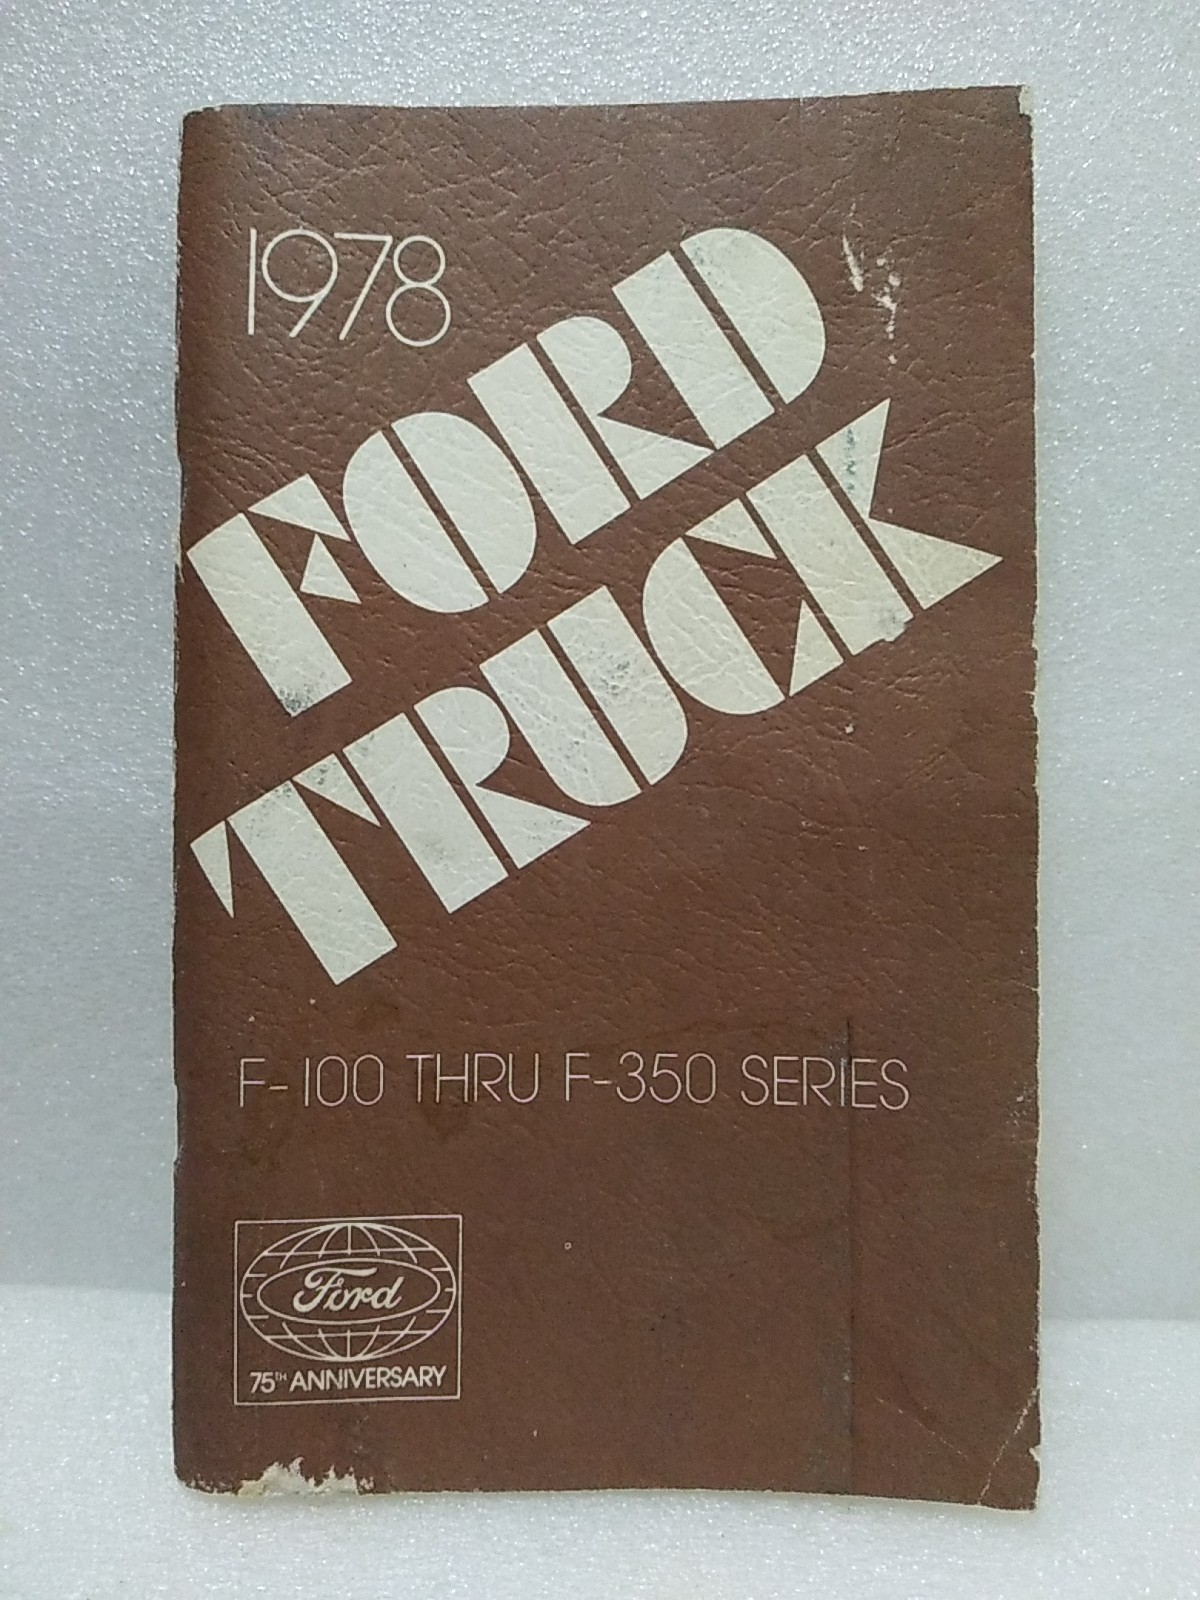 1978
FORD
TRUCK
F-100 THRU F-350 SERIES
Ford
75TH ANNIVERSARY